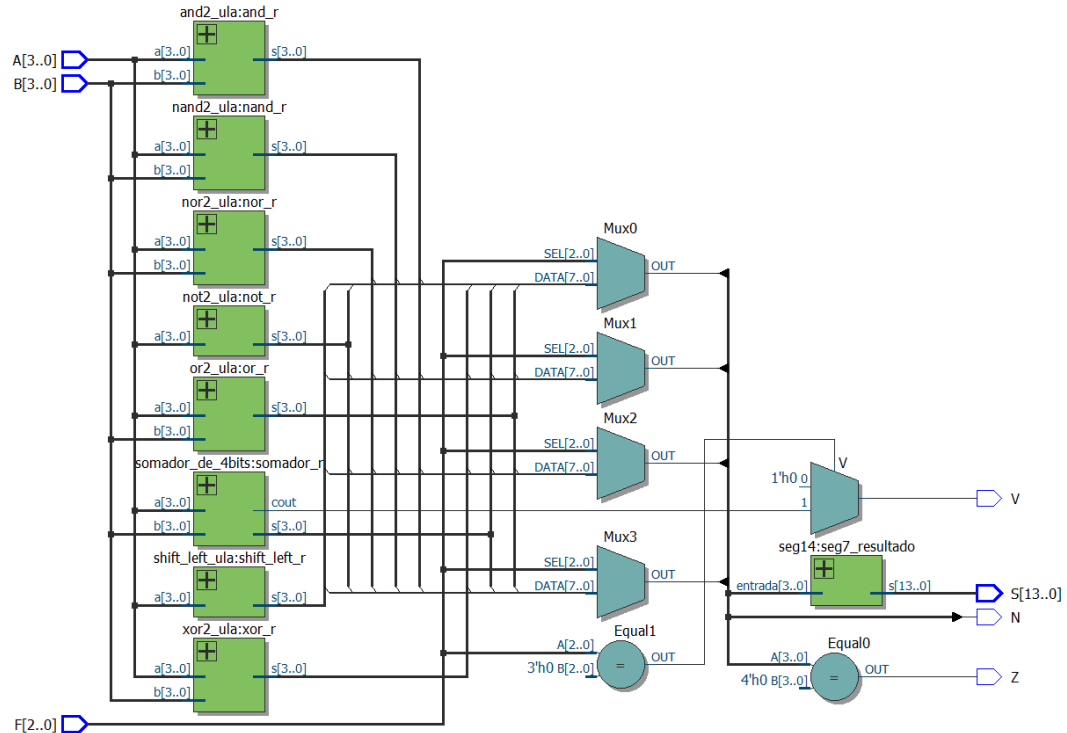 and2_ula:and_r
A[3..0]
a[3..0]
s[3..0]
B[3..0]
b[3..0]
nand2_ula:nand_r
a[3..0]
s[3..0]
b[3..0]
nor2_ula:nor_r
a[3..0]
s[3..0]
b[3..0]
not2_ula:not_r
a[3..0]
s[3..0]
or2_ula:or_r
a[3..0]
s[3..0]
b[3..0]
somador_de_4bits:somador_r
a[3..0]
cout
b[3..0]
s[3..0]
shift_left_ula:shift_left_r
a[3..0]
s[3..0]
xor2_ula:xor_r
a[3..0]
s[3..0]
b[3..0]
F[2..0]
Mux0
SEL[2..0]
OUT
DATA[7..0]
Mux1
SEL[2..0]
OUT
DATA[7..0]
Mux2
SEL[2..0]
OUT
DATA[7..0]
Mux3
SEL[2..0]
OUT
DATA[7..0]
Equal1
A[2..0]
OUT
3'h0 B[2..0]
=
V
1'h0 0
1
V
seg14:seg7_resultado
entrada[3..0]
s[13..0]
S[13..0]
N
Equal0
A[3..0]
OUT
4'h0 B[3..0]
=
Z